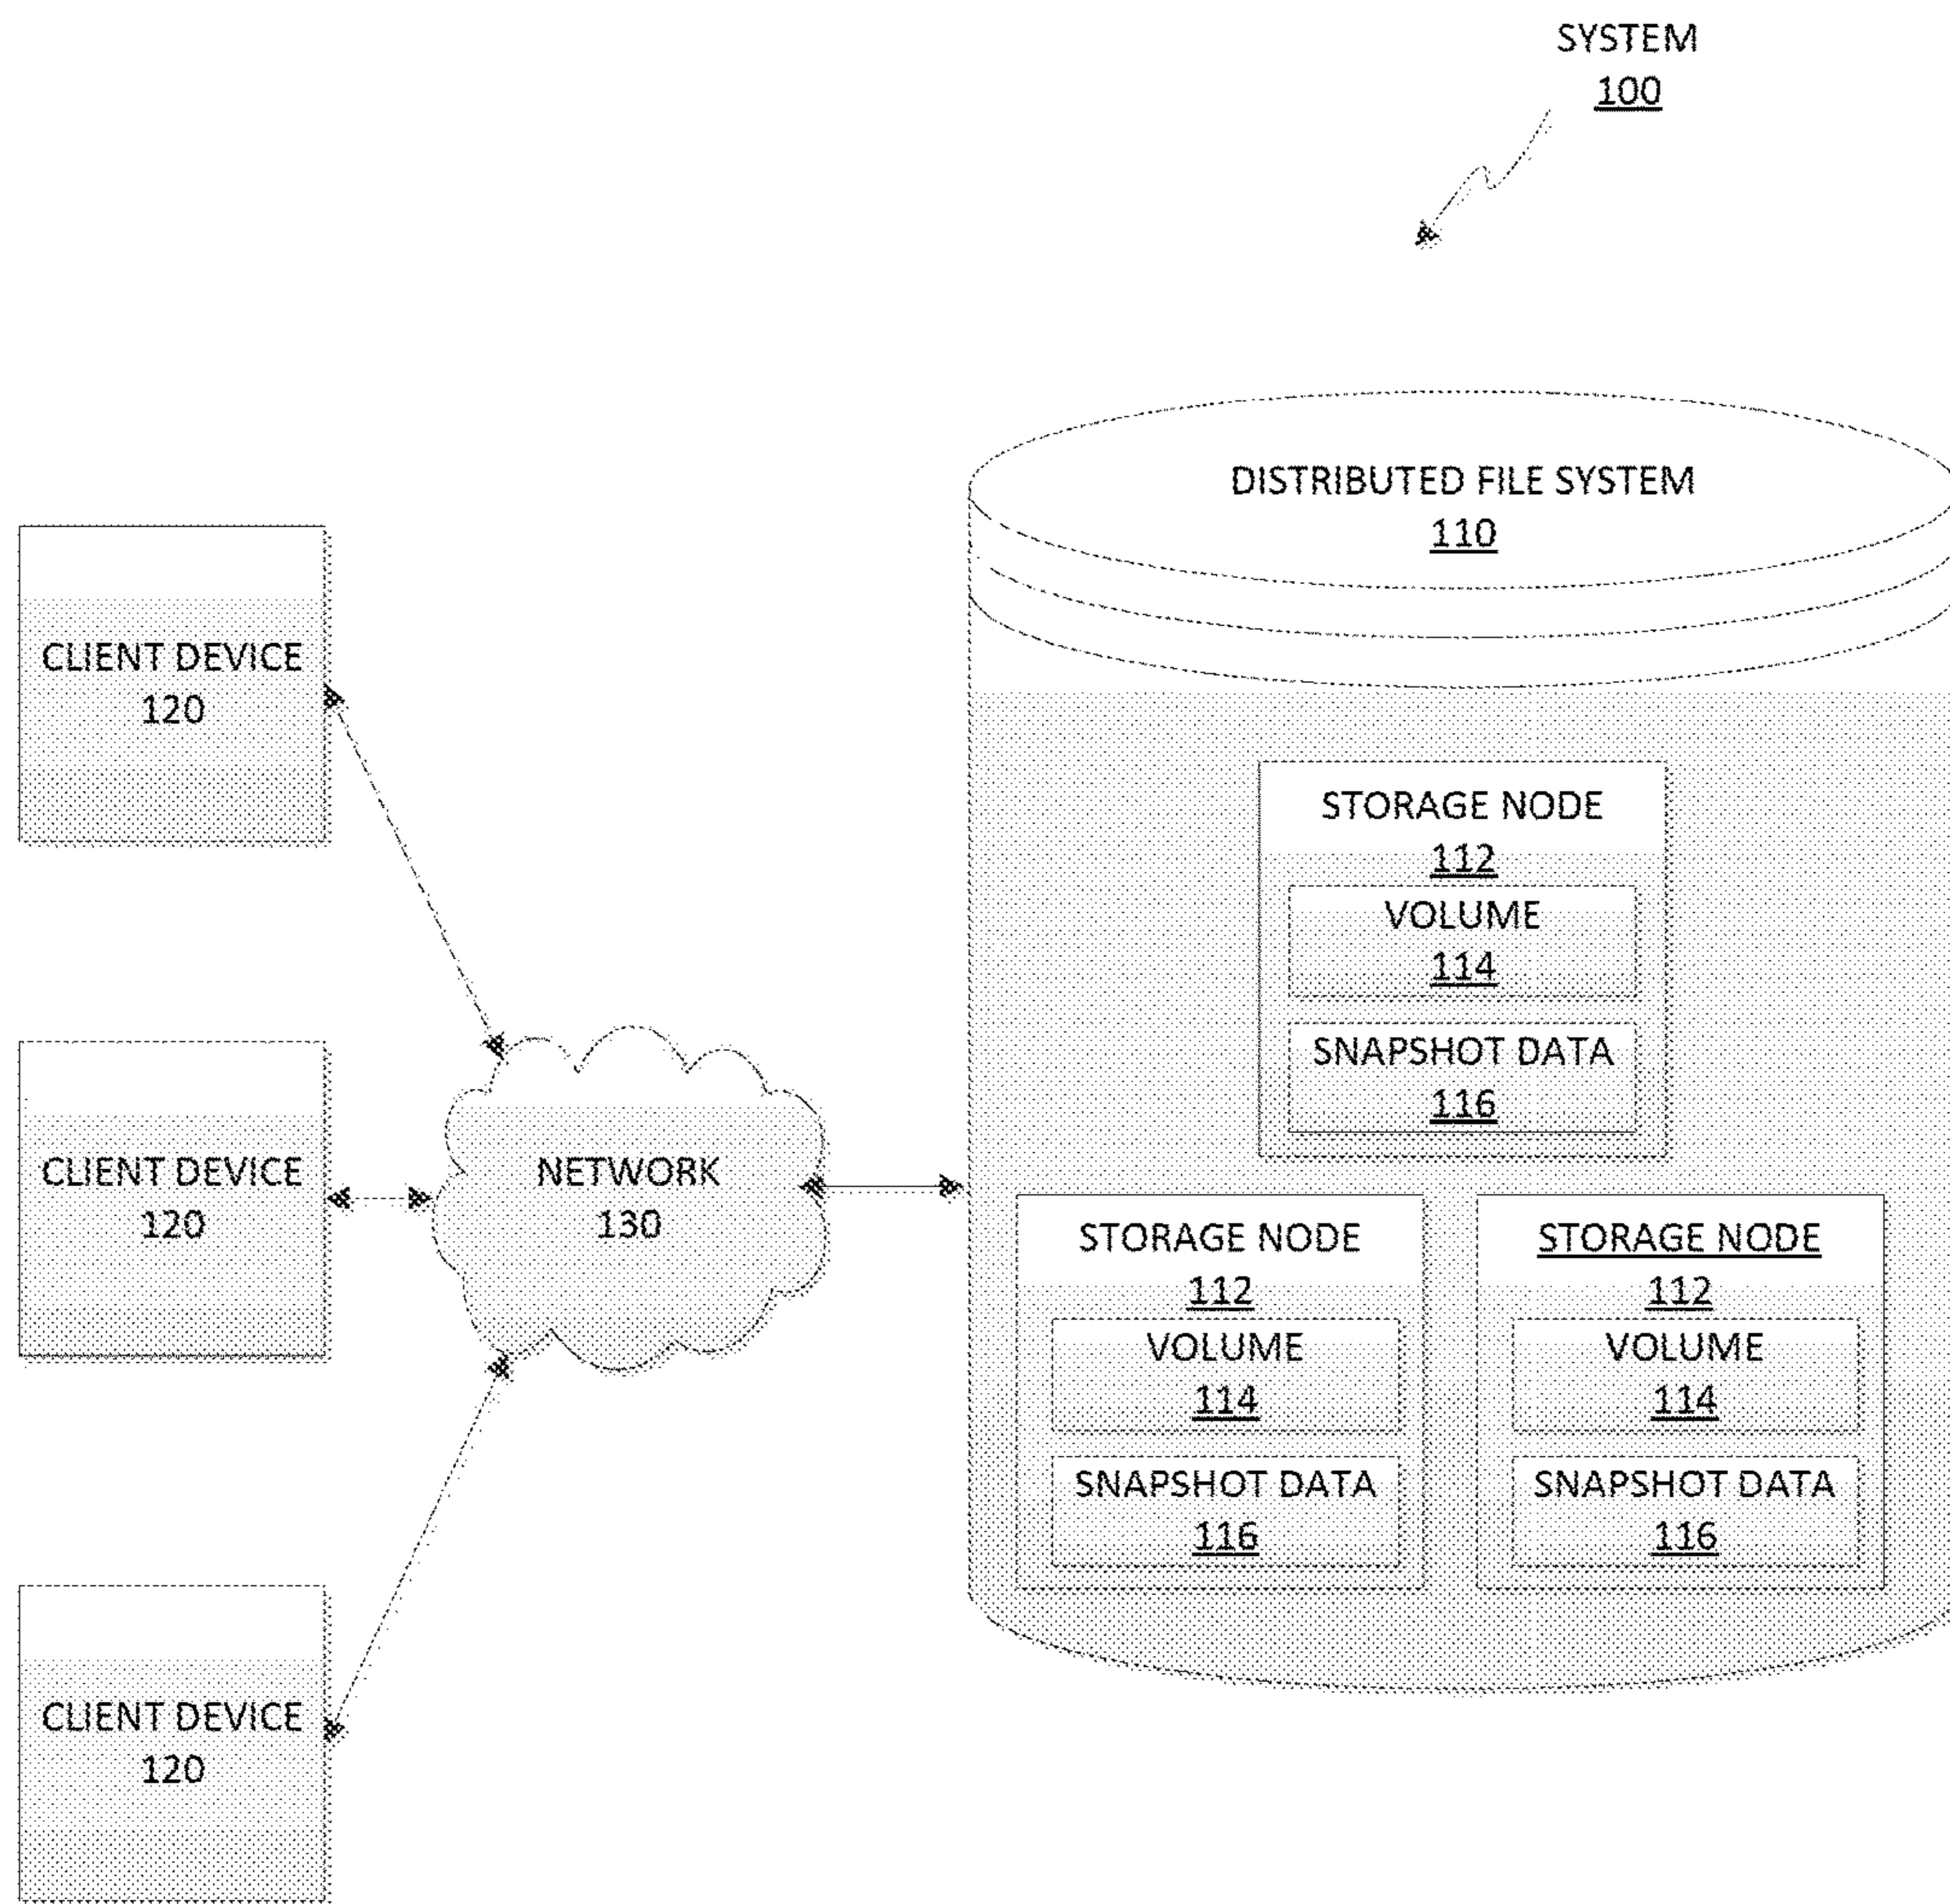 SYSTEM
100
DISTRIBUTED FILE SYSTEM
110
CLIENT DEVICE
120
STORAGE NODE
112
VOLUME
114
SNAPSHOT DATA
116
CLIENT DEVICE
120
NETWORK
130
STORAGE NODE
112
VOLUME
114
SNAPSHOT DATA
116
STORAGE NODE
112
VOLUME
114
SNAPSHOT DATA
116
CLIENT DEVICE
120